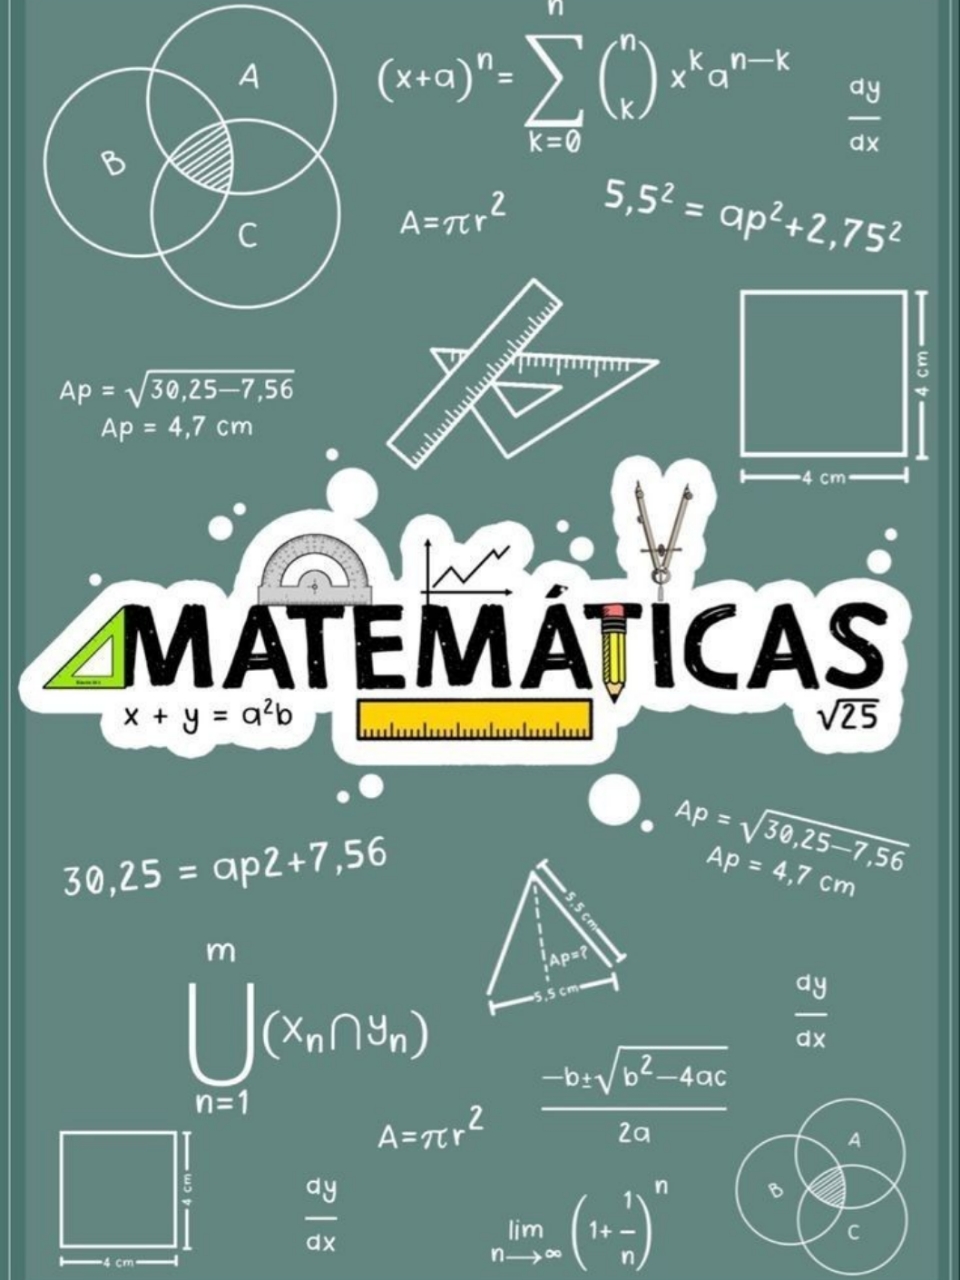 A
B
C
n
(x+a)ⁿ= ∑ (n k) xᵏaⁿ⁻ᵏ
k=0
dy
dx
A=πr²
5,5² = ap²+2,75²
Ap = √30,25–7,56
Ap = 4,7 cm
4 cm
4 cm
MATEMÁTICAS
x + y = a²b
√25
30,25 = ap2+7,56
Ap = √30,25–7,56
Ap = 4,7 cm
5,5 cm
Ap=?
5,5 cm
m
⋃(xₙ∩yₙ)
n=1
dy
dx
–b±√b²–4ac
2a
A=πr²
4 cm
4 cm
dy
dx
lim (1+ 1/n)ⁿ
n→∞
A
B
C